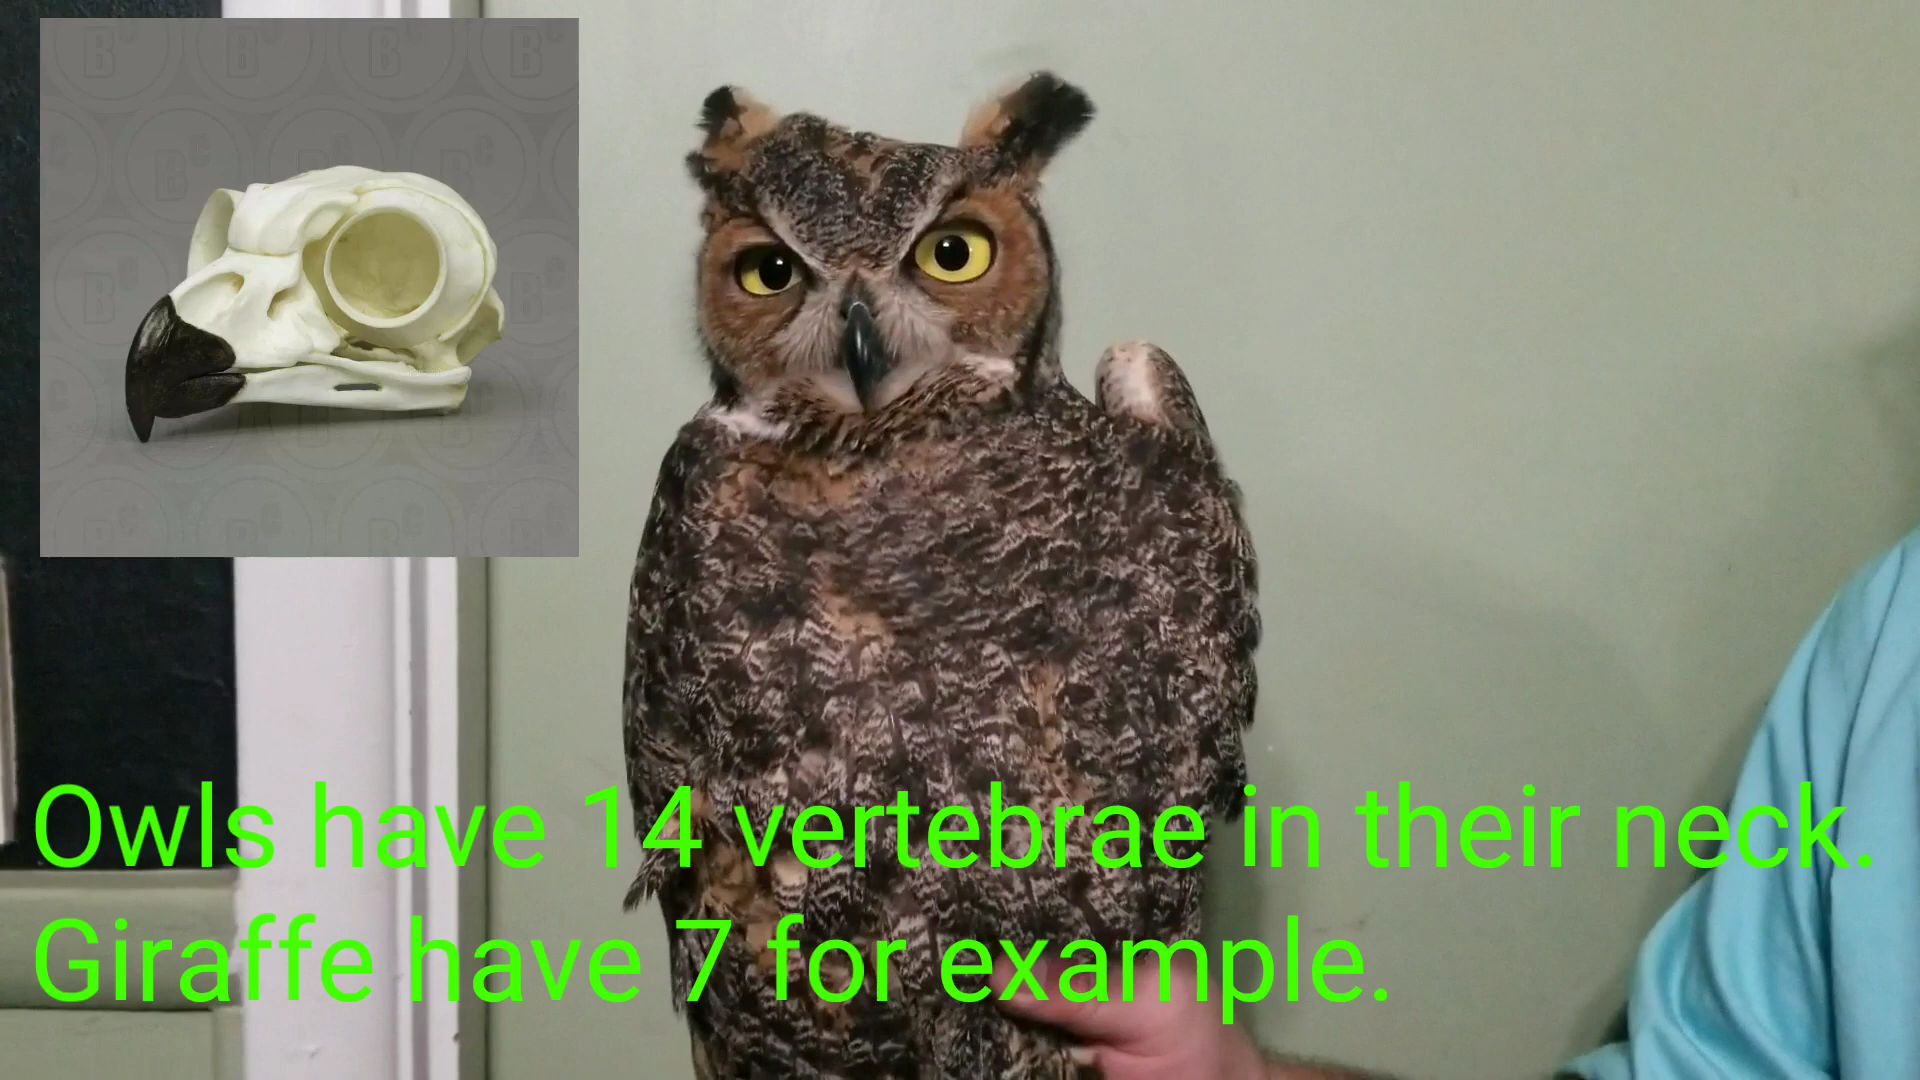 Owls have 14 vertebrae in their neck.
Giraffe have 7 for example.